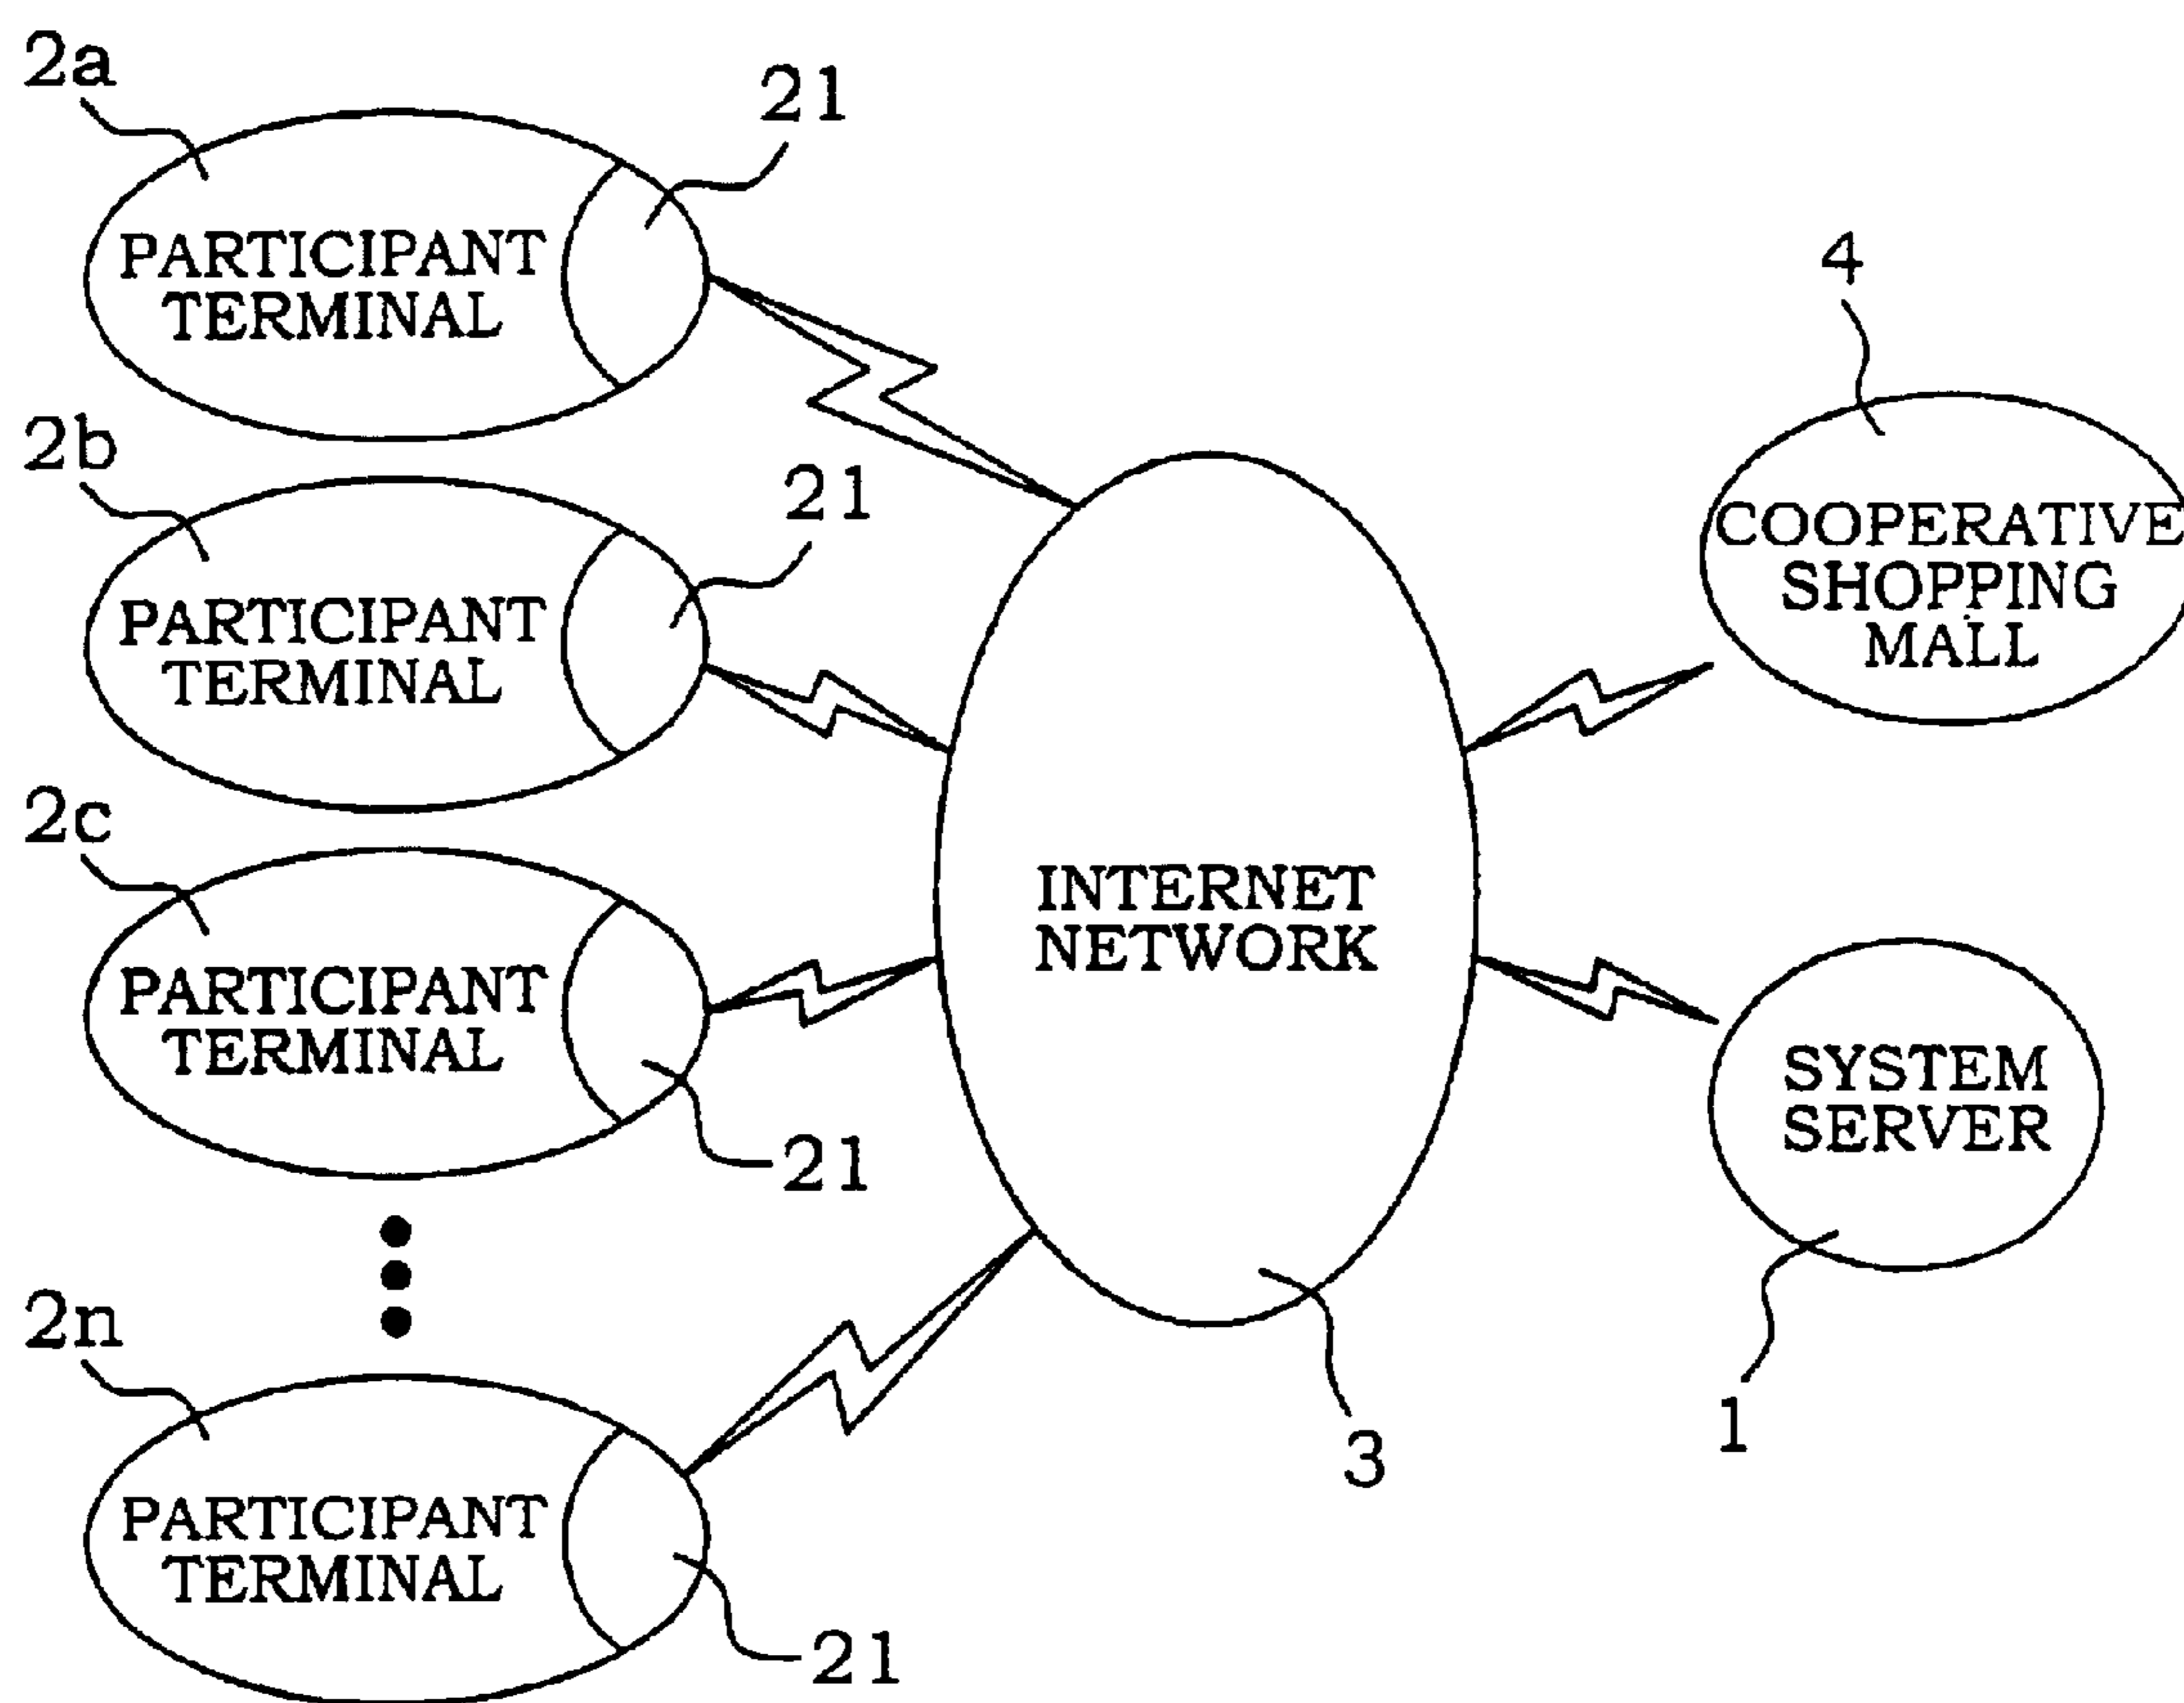 2a
21
PARTICIPANT
TERMINAL
2b
21
PARTICIPANT
TERMINAL
2c
PARTICIPANT
TERMINAL
21
2n
PARTICIPANT
TERMINAL
21
INTERNET
NETWORK
3
4
COOPERATIVE
SHOPPING
MALL
SYSTEM
SERVER
1